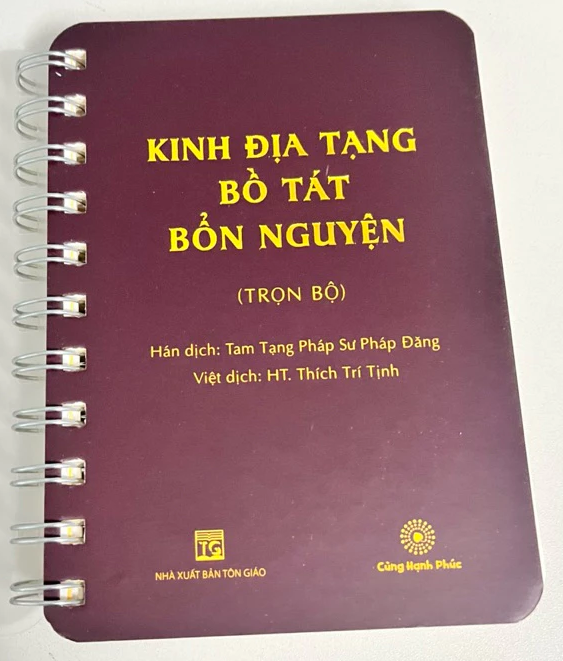 KINH ĐỊA TẠNG
BỒ TÁT
BỔN NGUYỆN
(TRỌN BỘ)
Hán dịch: Tam Tạng Pháp Sư Pháp Đăng
Việt dịch: HT. Thích Trí Tịnh
TG
NHÀ XUẤT BẢN TÔN GIÁO
Cùng Hạnh Phúc